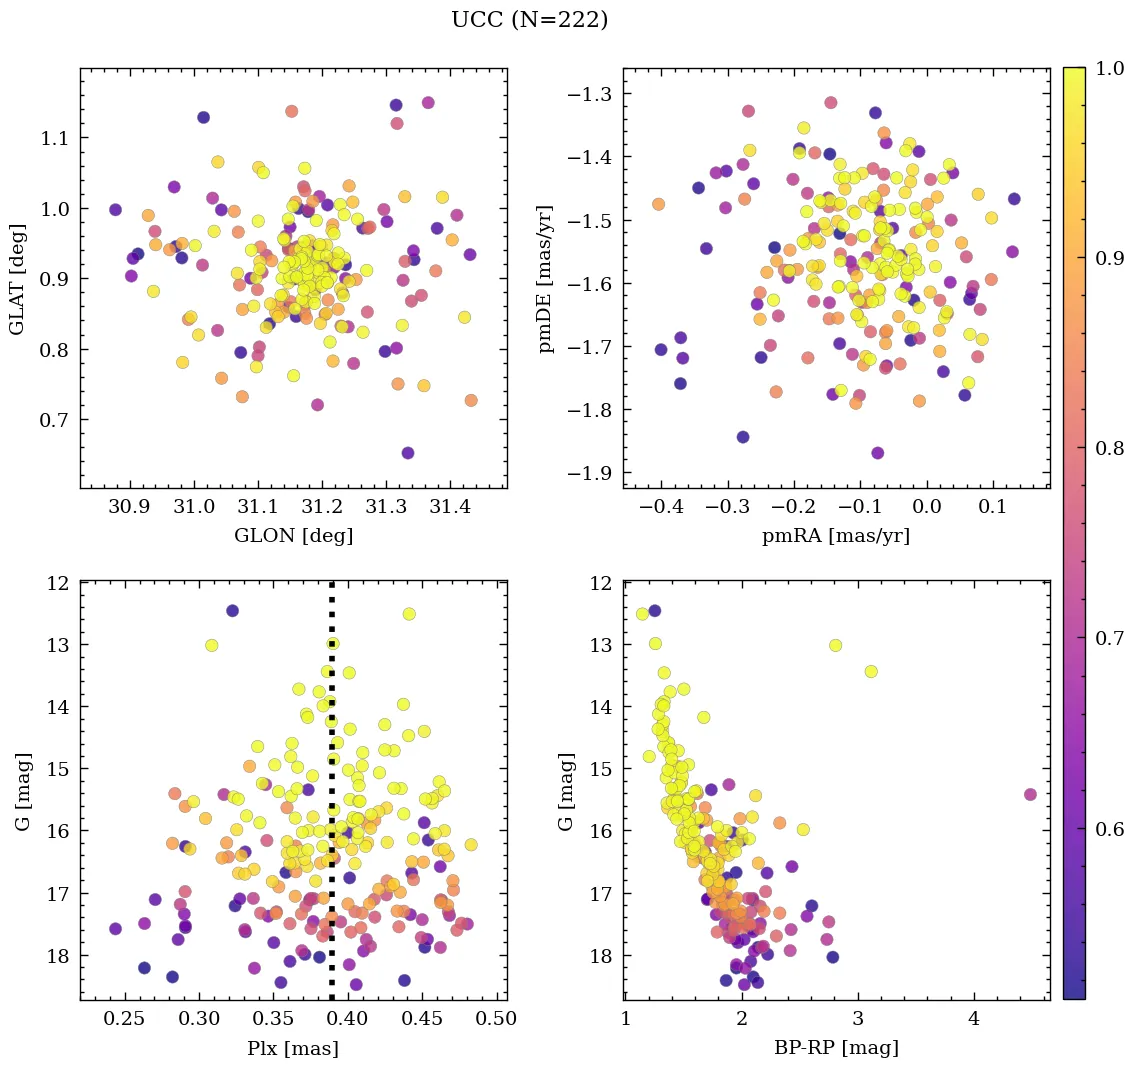 UCC (N=222)
GLAT [deg]
1.1
1.0
0.9
0.8
0.7
30.9 31.0 31.1 31.2 31.3 31.4
GLON [deg]
pmDE [mas/yr]
−1.3
−1.4
−1.5
−1.6
−1.7
−1.8
−1.9
−0.4 −0.3 −0.2 −0.1 0.0 0.1
pmRA [mas/yr]
G [mag]
12
13
14
15
16
17
18
0.25 0.30 0.35 0.40 0.45 0.50
Plx [mas]
G [mag]
12
13
14
15
16
17
18
1 2 3 4
BP-RP [mag]
1.0
0.9
0.8
0.7
0.6